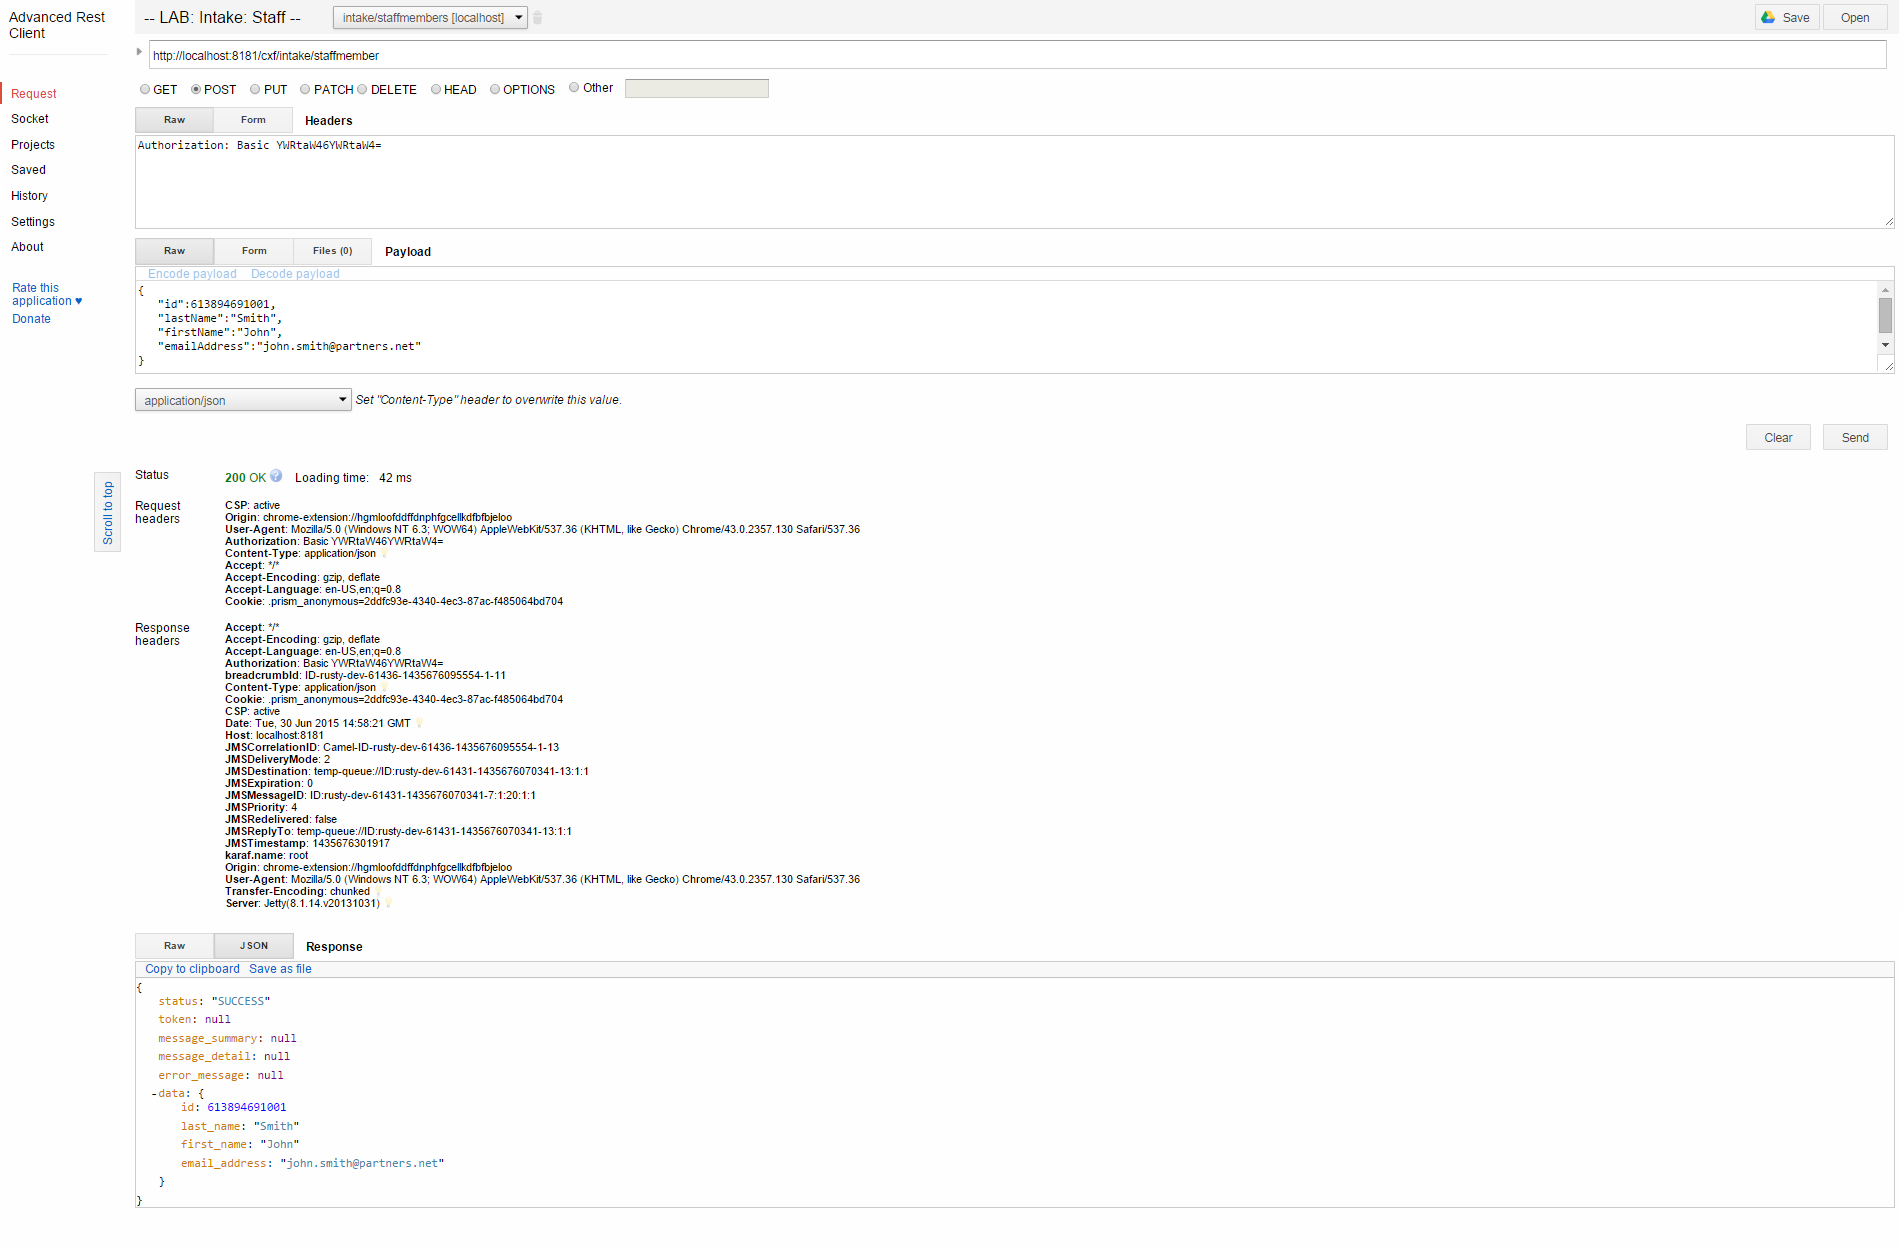 Advanced Rest
Client
Request
Socket
Projects
Saved
History
Settings
About
Rate this
application ♥
Donate
Scroll to top
-- LAB: Intake: Staff --
intake/staffmembers [localhost]
Save
Open
http://localhost:8181/cxf/intake/staffmember
GET POST PUT PATCH DELETE HEAD OPTIONS Other
Raw Form Headers
Authorization: Basic YWRtaW46YWRtaW4=
Raw Form Files (0) Payload
Encode payload Decode payload
{
"id":613894691001,
"lastName":"Smith",
"firstName":"John",
"emailAddress":"john.smith@partners.net"
}
application/json Set "Content-Type" header to overwrite this value.
Clear Send
Status 200 OK ? Loading time: 42 ms
Request
headers
CSP: active
Origin: chrome-extension://hgmloofddffdnphfgcellkdfbfbjeloo
User-Agent: Mozilla/5.0 (Windows NT 6.3; WOW64) AppleWebKit/537.36 (KHTML, like Gecko) Chrome/43.0.2357.130 Safari/537.36
Authorization: Basic YWRtaW46YWRtaW4=
Content-Type: application/json
Accept: */*
Accept-Encoding: gzip, deflate
Accept-Language: en-US,en;q=0.8
Cookie: .prism_anonymous=2ddfc93e-4340-4ec3-87ac-f485064bd704
Response
headers
Accept: */*
Accept-Encoding: gzip, deflate
Accept-Language: en-US,en;q=0.8
Authorization: Basic YWRtaW46YWRtaW4=
breadcrumbId: ID-rusty-dev-61436-1435676095554-1-11
Content-Type: application/json
Cookie: .prism_anonymous=2ddfc93e-4340-4ec3-87ac-f485064bd704
CSP: active
Date: Tue, 30 Jun 2015 14:58:21 GMT
Host: localhost:8181
JMSCorrelationID: Camel-ID-rusty-dev-61436-1435676095554-1-13
JMSDeliveryMode: 2
JMSDestination: temp-queue://ID:rusty-dev-61431-1435676070341-13:1:1
JMSExpiration: 0
JMSMessageID: ID:rusty-dev-61431-1435676070341-7:1:20:1:1
JMSPriority: 4
JMSRedelivered: false
JMSReplyTo: temp-queue://ID:rusty-dev-61431-1435676070341-13:1:1
JMSTimestamp: 1435676301917
karaf.name: root
Origin: chrome-extension://hgmloofddffdnphfgcellkdfbfbjeloo
User-Agent: Mozilla/5.0 (Windows NT 6.3; WOW64) AppleWebKit/537.36 (KHTML, like Gecko) Chrome/43.0.2357.130 Safari/537.36
Transfer-Encoding: chunked
Server: Jetty(8.1.14.v20131031)
Raw JSON Response
Copy to clipboard Save as file
{
status: "SUCCESS"
token: null
message_summary: null
message_detail: null
error_message: null
-data: {
id: 613894691001
last_name: "Smith"
first_name: "John"
email_address: "john.smith@partners.net"
}
}